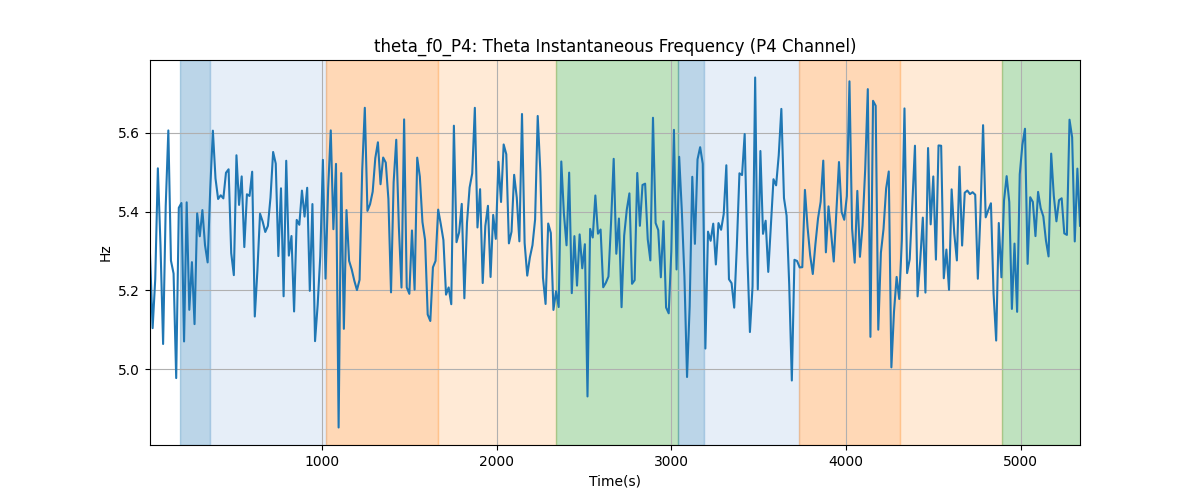 theta_f0_P4: Theta Instantaneous Frequency (P4 Channel)
5.6
5.4
5.2
5.0
Hz
1000 2000 3000 4000 5000
Time(s)